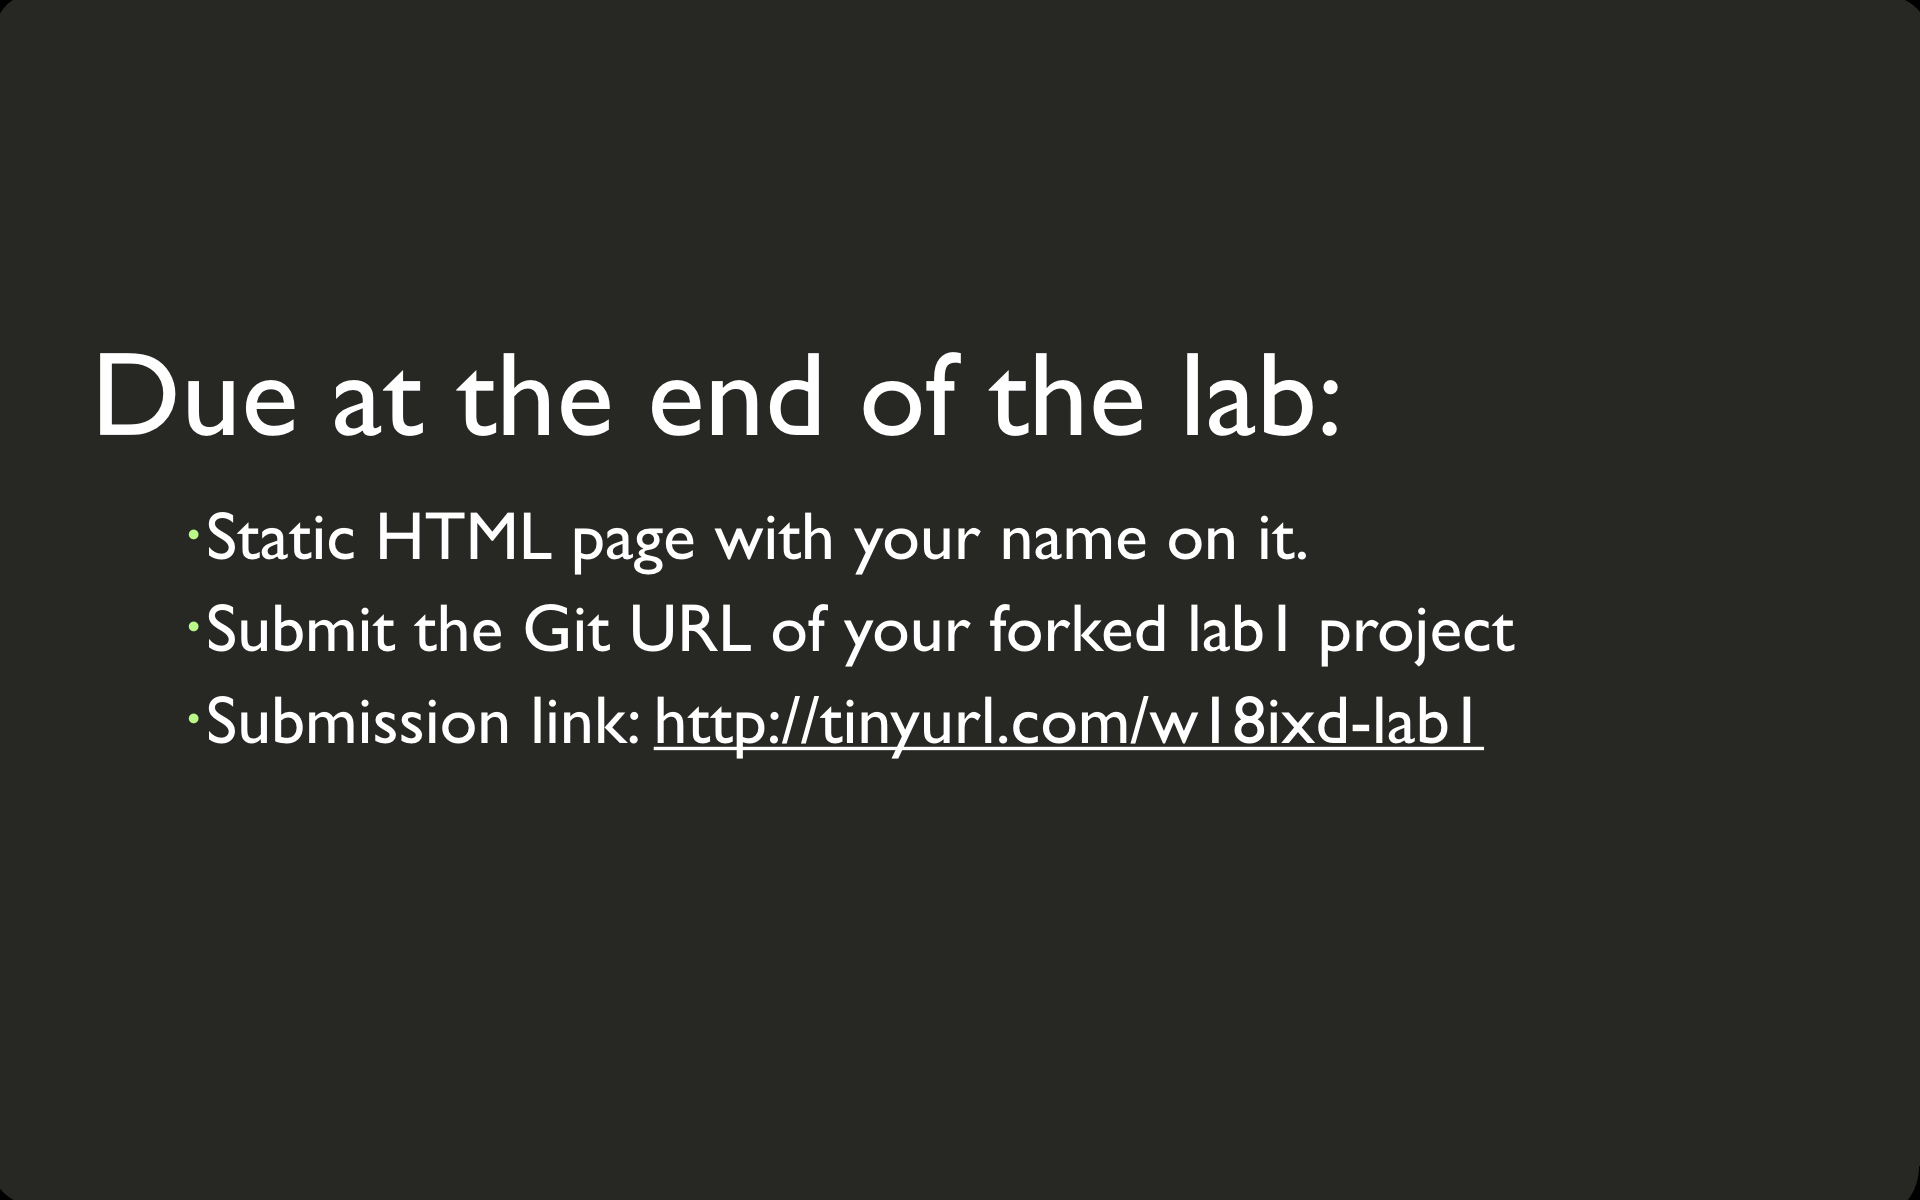 Due at the end of the lab:
•Static HTML page with your name on it.
•Submit the Git URL of your forked lab1 project
•Submission link: http://tinyurl.com/w18ixd-lab1